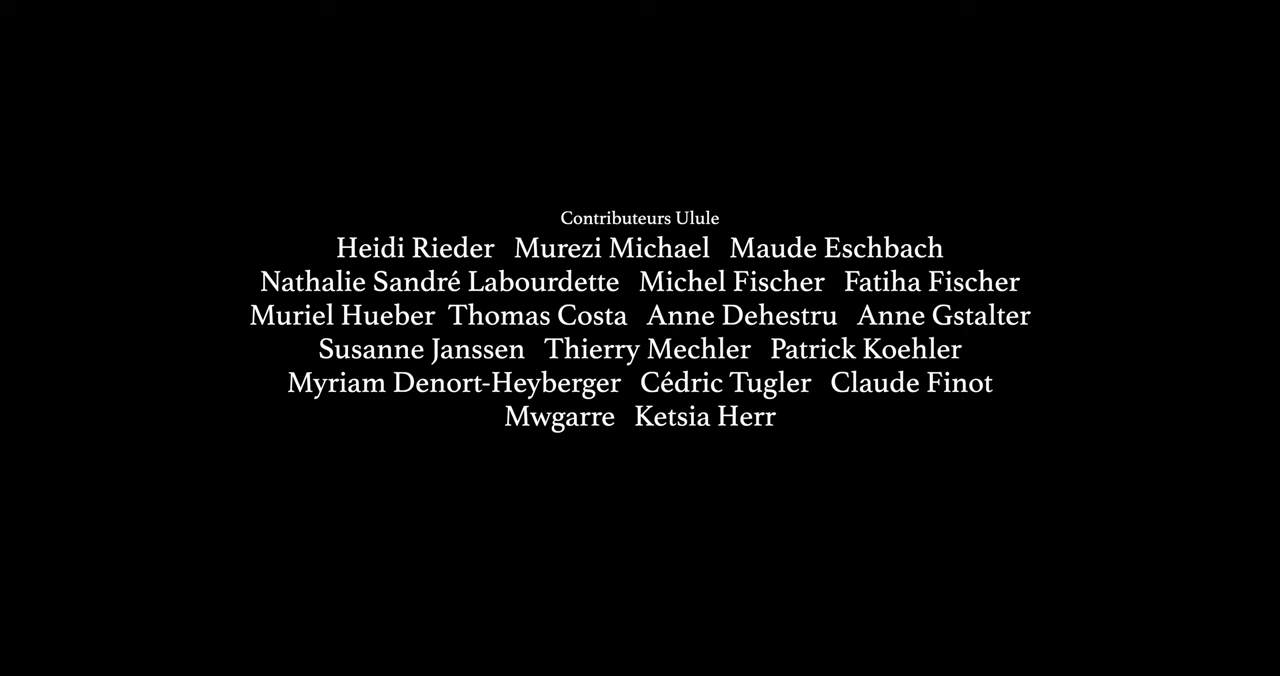 Contributeurs Ulule
Heidi Rieder Murezi Michael Maude Eschbach
Nathalie Sandré Labourdette Michel Fischer Fatiha Fischer
Muriel Hueber Thomas Costa Anne Dehestru Anne Gstalter
Susanne Janssen Thierry Mechler Patrick Koehler
Myriam Denort-Heyberger Cédric Tugler Claude Finot
Mwgarre Ketsia Herr